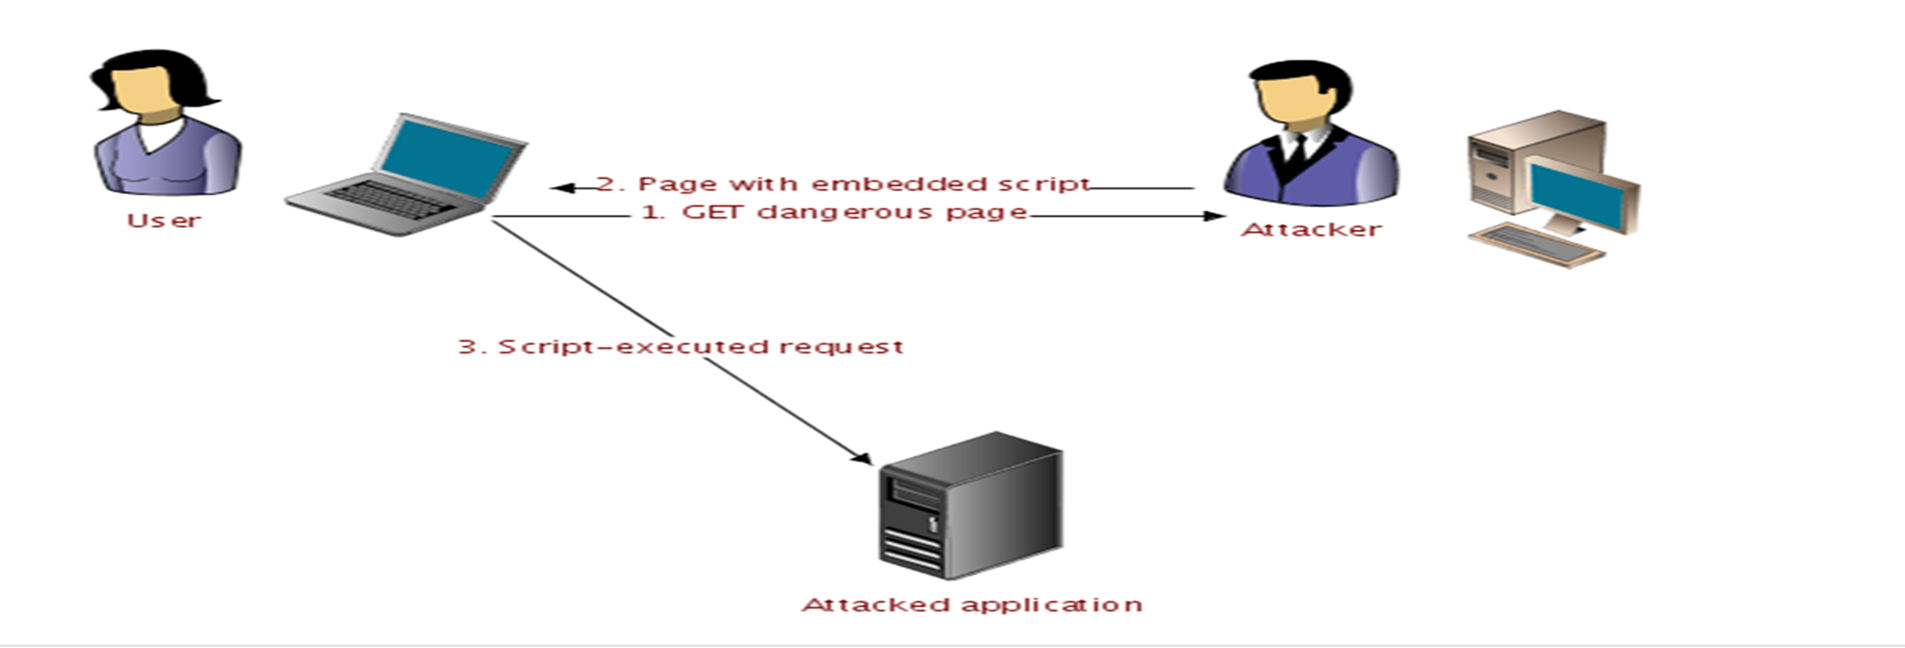 2. Page with embedded script
1. GET dangerous page
User
Attacker
3. Script-executed request
Attacked application